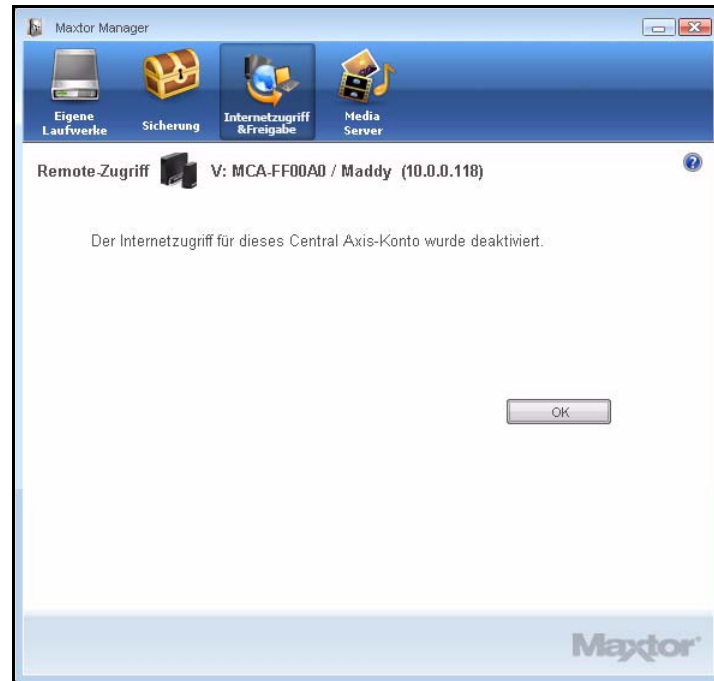 Maxtor Manager
Eigene
Laufwerke
Sicherung
Internetzugriff
&Freigabe
Media
Server
Remote-Zugriff V: MCA-FF00A0 / Maddy (10.0.0.118)
?
Der Internetzugriff für dieses Central Axis-Konto wurde deaktiviert.
OK
Maxtor